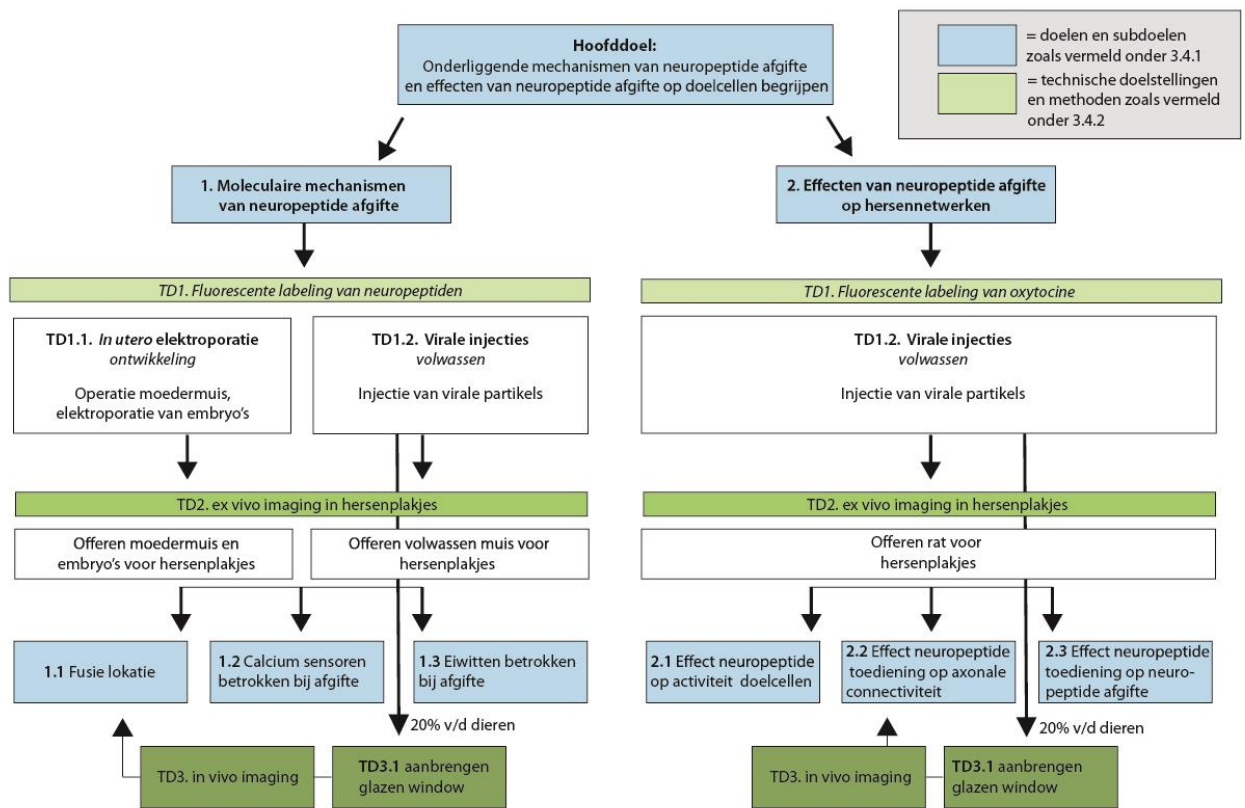 Hoofddoel:
Onderliggende mechanismen van neuropeptide afgifte
en effecten van neuropeptide afgifte op doelcellen begrijpen
= doelen en subdoelen
zoals vermeld onder 3.4.1
= technische doelstellingen
en methoden zoals vermeld
onder 3.4.2
1. Moleculaire mechanismen
van neuropeptide afgifte
2. Effecten van neuropeptide afgifte
op hersennetwerken
TD1. Fluorescente labeling van neuropeptiden
TD1.1. In utero elektroporatie
ontwikkeling
Operatie moedermuis,
elektroporatie van embryo's
TD1.2. Virale injecties
volwassen
Injectie van virale partikels
TD1. Fluorescente labeling van oxytocine
TD1.2. Virale injecties
volwassen
Injectie van virale partikels
TD2. ex vivo imaging in hersenplakjes
Offeren moedermuis en
embryo's voor hersenplakjes
Offeren volwassen muis voor
hersenplakjes
TD2. ex vivo imaging in hersenplakjes
Offeren rat voor
hersenplakjes
1.1 Fusie lokatie
1.2 Calcium sensoren
betrokken bij afgifte
1.3 Eiwitten betrokken
bij afgifte
2.1 Effect neuropeptide
op activiteit doelcellen
2.2 Effect neuropeptide
toediening op axonale
connectiviteit
2.3 Effect neuropeptide
toediening op neuro-
peptide afgifte
20% v/d dieren
TD3. in vivo imaging
TD3.1 aanbrengen
glazen window
20% v/d dieren
TD3. in vivo imaging
TD3.1 aanbrengen
glazen window